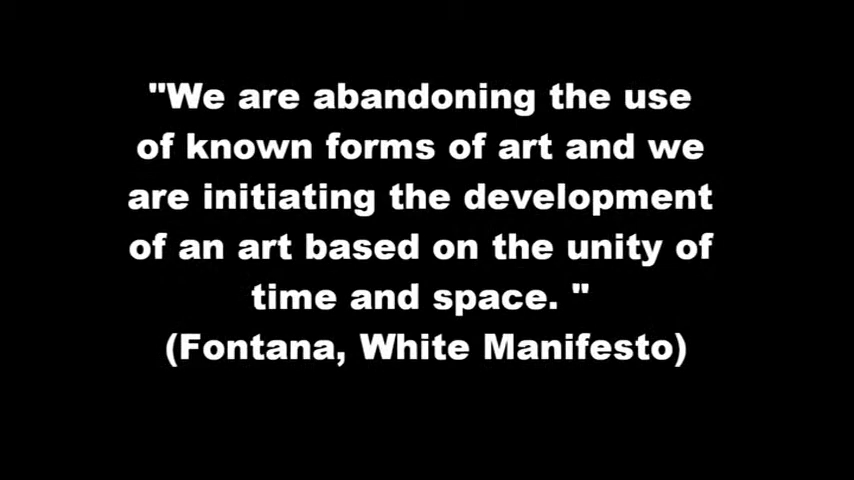 "We are abandoning the use
of known forms of art and we
are initiating the development
of an art based on the unity of
time and space. "
(Fontana, White Manifesto)